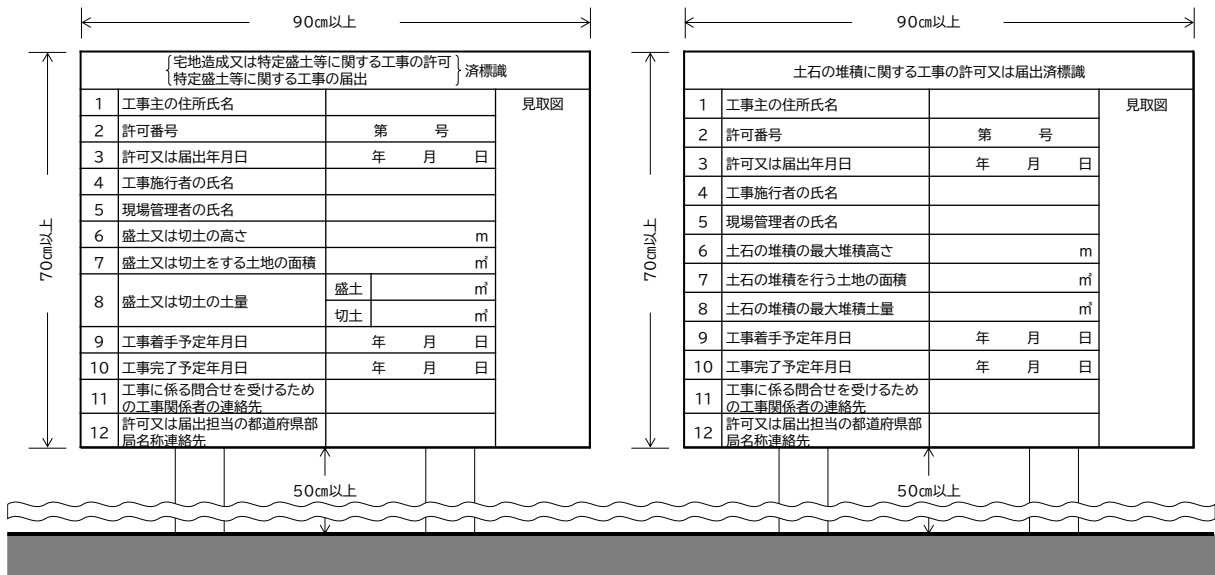 90㎝以上
70㎝以上
宅地造成又は特定盛土等に関する工事の許可
特定盛土等に関する工事の届出
済標識
1 工事主の住所氏名
見取図
2 許可番号 第 号
3 許可又は届出年月日 年 月 日
4 工事施行者の氏名
5 現場管理者の氏名
6 盛土又は切土の高さ m
7 盛土又は切土をする土地の面積 ㎡
8 盛土又は切土の土量 盛土 ㎥
切土 ㎥
9 工事着手予定年月日 年 月 日
10 工事完了予定年月日 年 月 日
11 工事に係る問合せを受けるため
の工事関係者の連絡先
12 許可又は届出担当の都道府県部
局名称連絡先
50㎝以上
90㎝以上
70㎝以上
土石の堆積に関する工事の許可又は届出済標識
1 工事主の住所氏名
見取図
2 許可番号 第 号
3 許可又は届出年月日 年 月 日
4 工事施行者の氏名
5 現場管理者の氏名
6 土石の堆積の最大堆積高さ m
7 土石の堆積を行う土地の面積 ㎡
8 土石の堆積の最大堆積土量 ㎥
9 工事着手予定年月日 年 月 日
10 工事完了予定年月日 年 月 日
11 工事に係る問合せを受けるため
の工事関係者の連絡先
12 許可又は届出担当の都道府県部
局名称連絡先
50㎝以上